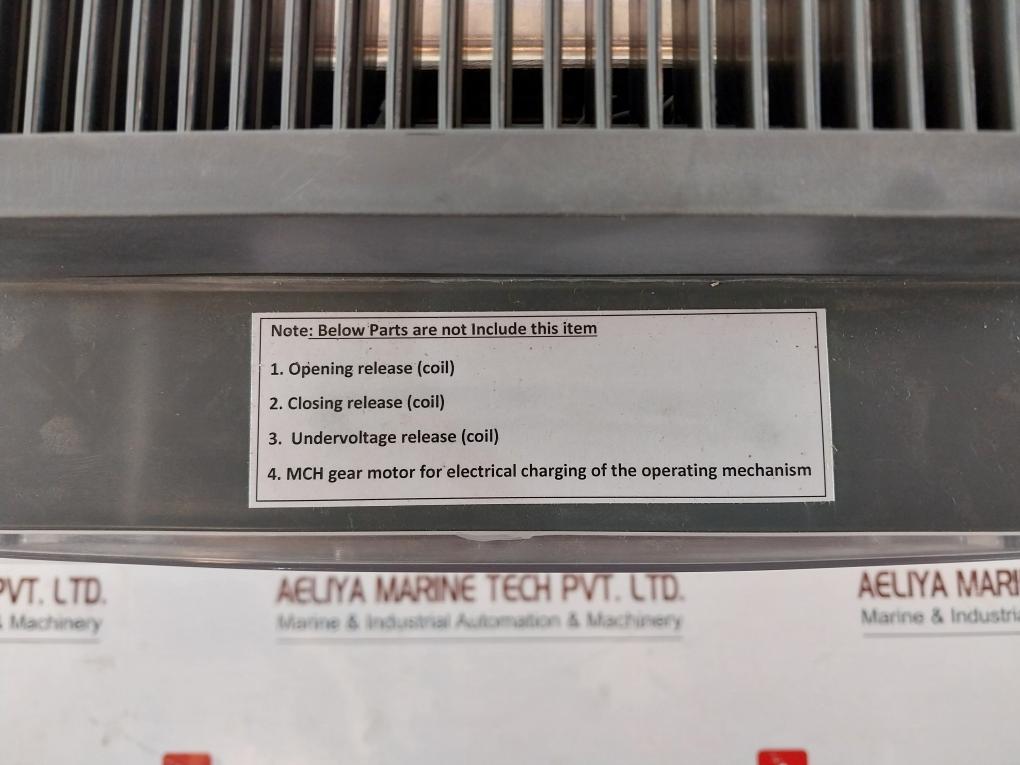 Note: Below Parts are not Include this item
1. Opening release (coil)
2. Closing release (coil)
3. Undervoltage release (coil)
4. MCH gear motor for electrical charging of the operating mechanism
PVT. LTD. AELIYA MARINE TECH PVT. LTD. AELIYA MARI
& Machinery Marine & Industrial Automation & Machinery Marine & Industri